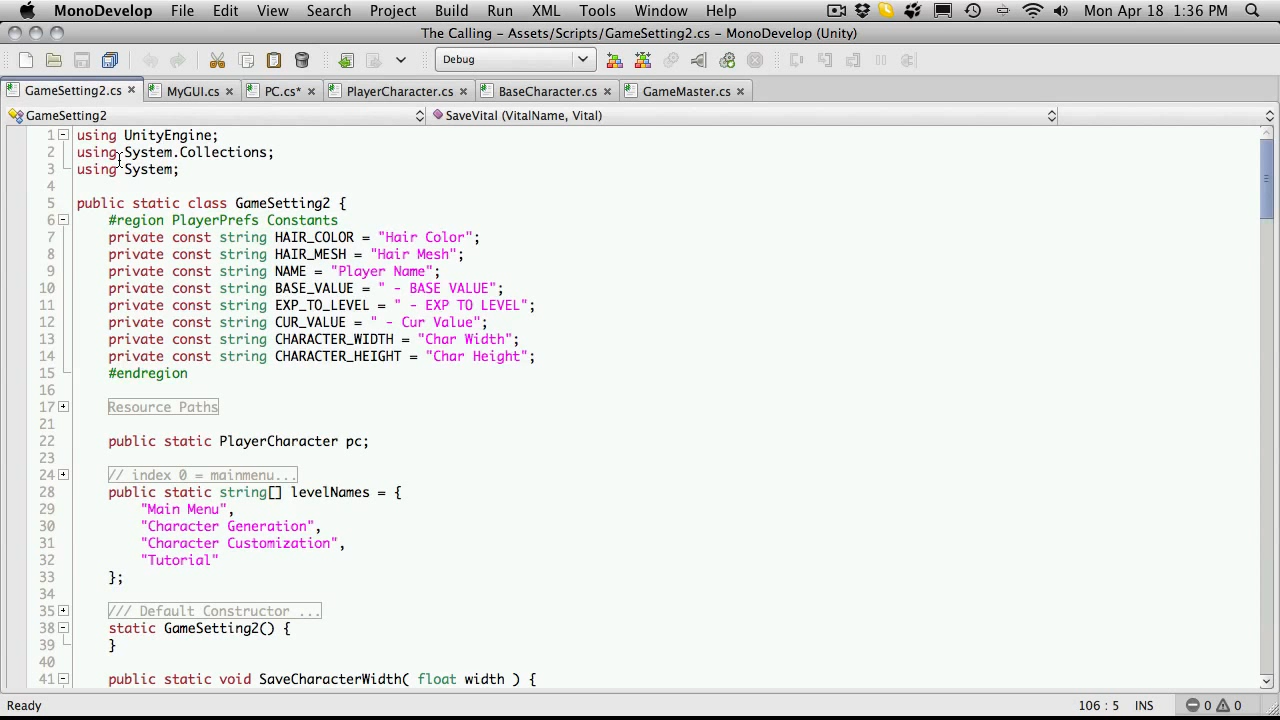 MonoDevelop File Edit View Search Project Build Run XML Tools Window Help Mon Apr 18 1:36 PM
The Calling - Assets/Scripts/GameSetting2.cs - MonoDevelop (Unity)
Debug
GameSetting2.cs MyGUI.cs PC.cs* PlayerCharacter.cs BaseCharacter.cs GameMaster.cs
GameSetting2 SaveVital (VitalName, Vital)
1 using UnityEngine;
2 using System.Collections;
3 using System;
4
5 public static class GameSetting2 {
6 #region PlayerPrefs Constants
7 private const string HAIR_COLOR = "Hair Color";
8 private const string HAIR_MESH = "Hair Mesh";
9 private const string NAME = "Player Name";
10 private const string BASE_VALUE = " - BASE VALUE";
11 private const string EXP_TO_LEVEL = " - EXP TO LEVEL";
12 private const string CUR_VALUE = " - Cur Value";
13 private const string CHARACTER_WIDTH = "Char Width";
14 private const string CHARACTER_HEIGHT = "Char Height";
15 #endregion
16
17 Resource Paths
21
22 public static PlayerCharacter pc;
23
24 // index 0 = mainmenu...
28 public static string[] levelNames = {
29 "Main Menu",
30 "Character Generation",
31 "Character Customization",
32 "Tutorial"
33 };
34
35 /// Default Constructor ...
38 static GameSetting2() {
39 }
40
41 public static void SaveCharacterWidth( float width ) {
Ready 106 : 5 INS 0 0